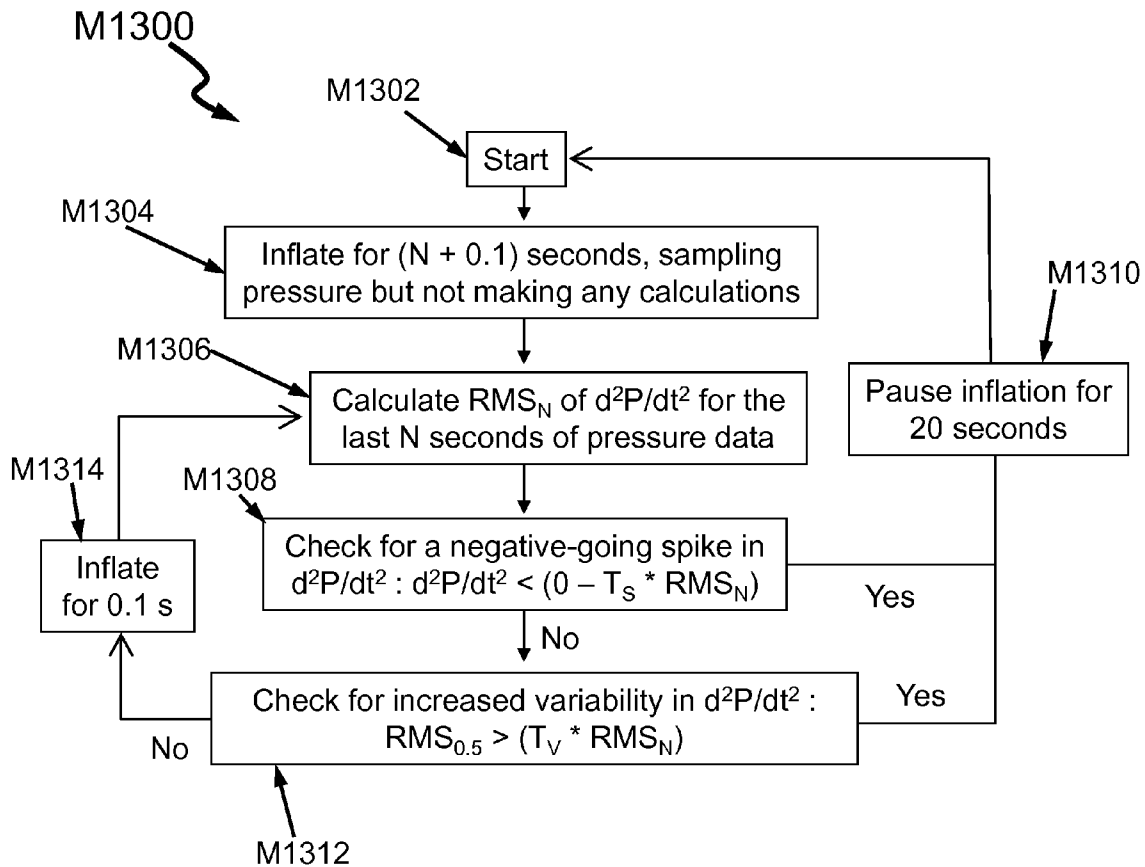 M1300
M1302
Start
M1304
Inflate for (N + 0.1) seconds, sampling
pressure but not making any calculations
M1310
Pause inflation for
20 seconds
M1306
Calculate RMS_N of d²P/dt² for the
last N seconds of pressure data
M1314
Inflate
for 0.1 s
M1308
Check for a negative-going spike in
d²P/dt² : d²P/dt² < (0 – T_S * RMS_N)
Yes
No
Check for increased variability in d²P/dt² :
RMS_0.5 > (T_V * RMS_N)
Yes
No
M1312